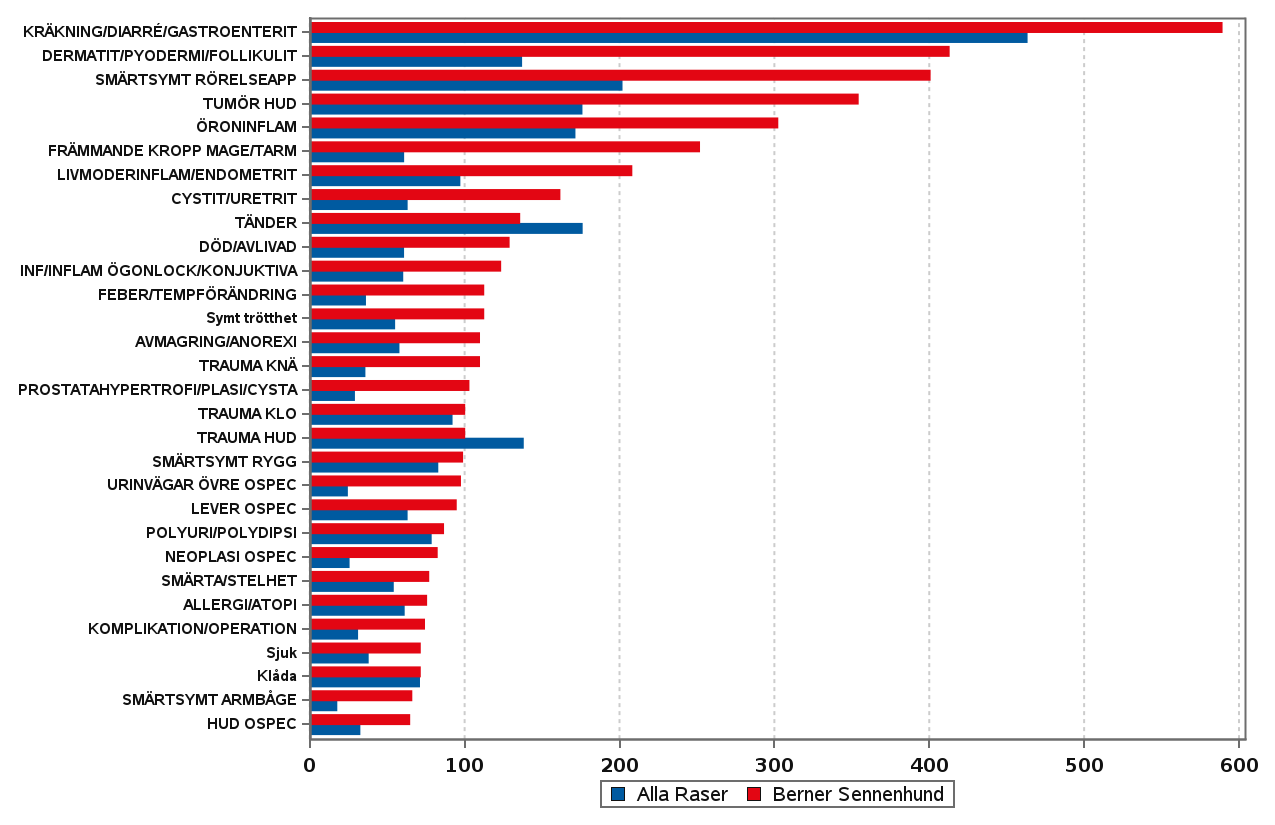 KRÄKNING/DIARRÉ/GASTROENTERIT
DERMATIT/PYODERMI/FOLLIKULIT
SMÄRTSYMT RÖRELSEAPP
TUMÖR HUD
ÖRONINFLAM
FRÄMMANDE KROPP MAGE/TARM
LIVMODERINFLAM/ENDOMETRIT
CYSTIT/URETRIT
TÄNDER
DÖD/AVLIVAD
INF/INFLAM ÖGONLOCK/KONJUKTIVA
FEBER/TEMPFÖRÄNDRING
Symt trötthet
AVMAGRING/ANOREXI
TRAUMA KNÄ
PROSTATAHYPERTROFI/PLASI/CYSTA
TRAUMA KLO
TRAUMA HUD
SMÄRTSYMT RYGG
URINVÄGAR ÖVRE OSPEC
LEVER OSPEC
POLYURI/POLYDIPSI
NEOPLASI OSPEC
SMÄRTA/STELHET
ALLERGI/ATOPI
KOMPLIKATION/OPERATION
Sjuk
Klåda
SMÄRTSYMT ARMBÅGE
HUD OSPEC
0 100 200 300 400 500 600
Alla Raser Berner Sennenhund